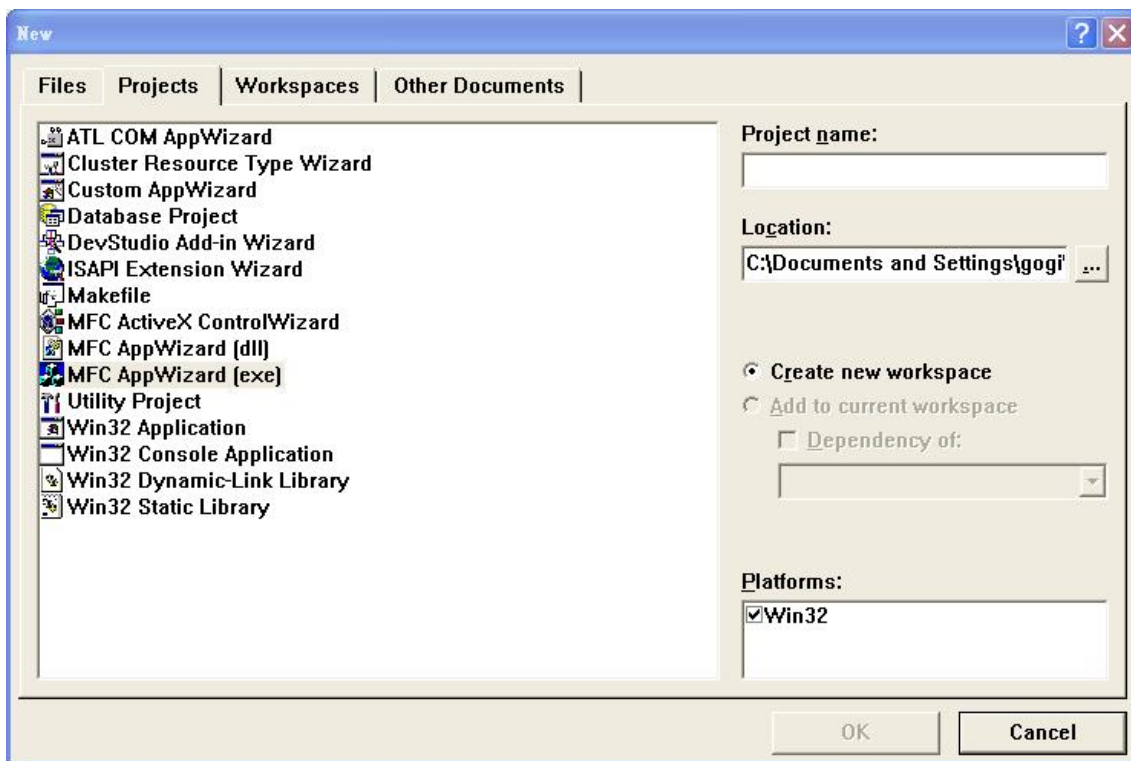 New
Files Projects Workspaces Other Documents
ATL COM AppWizard
Cluster Resource Type Wizard
Custom AppWizard
Database Project
DevStudio Add-in Wizard
ISAPI Extension Wizard
Makefile
MFC ActiveX ControlWizard
MFC AppWizard (dll)
MFC AppWizard (exe)
Utility Project
Win32 Application
Win32 Console Application
Win32 Dynamic-Link Library
Win32 Static Library
Project name:
Location:
C:\Documents and Settings\gogi'
...
Create new workspace
Add to current workspace
Dependency of:
Platforms:
Win32
OK Cancel